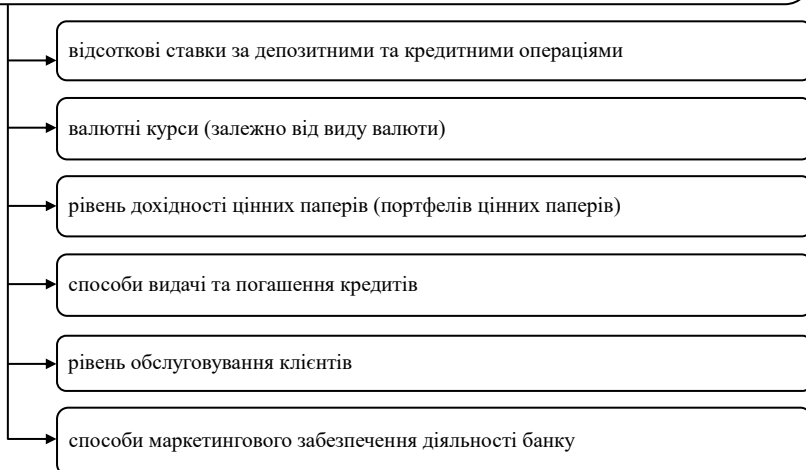 відсоткові ставки за депозитними та кредитними операціями
валютні курси (залежно від виду валюти)
рівень дохідності цінних паперів (портфелів цінних паперів)
способи видачі та погашення кредитів
рівень обслуговування клієнтів
способи маркетингового забезпечення діяльності банку